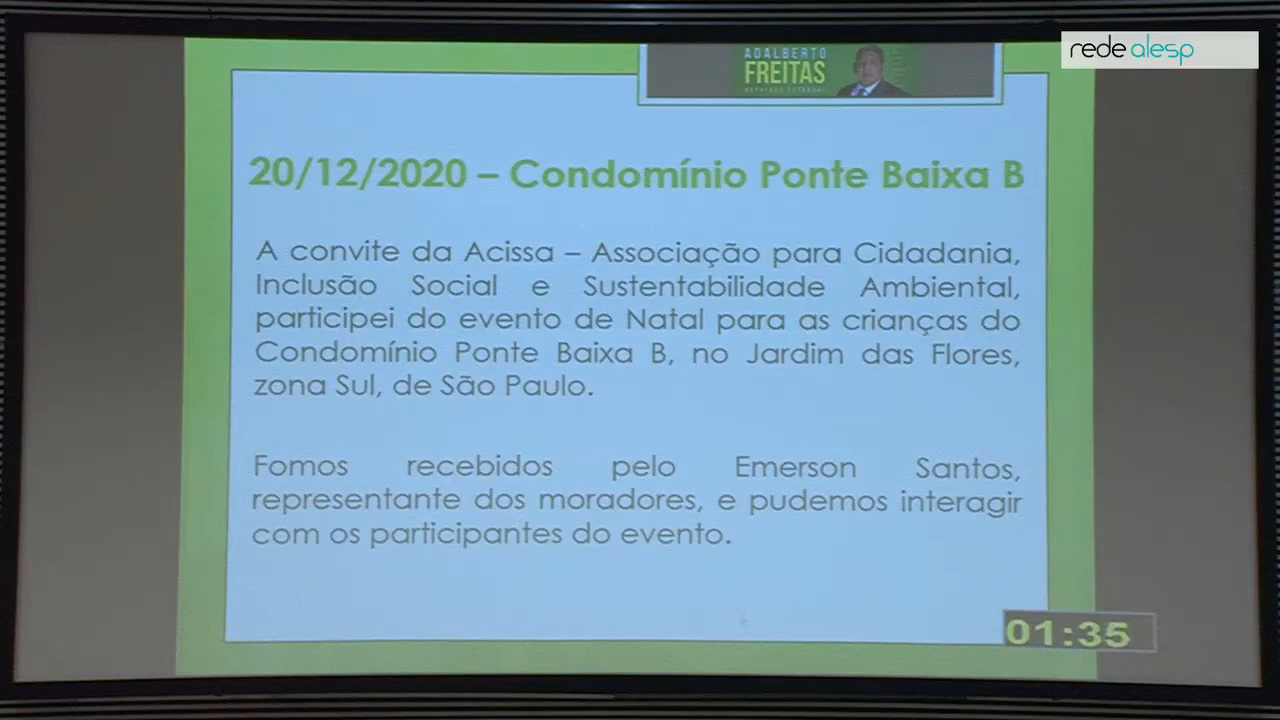 rede alesp
ADALBERTO
FREITAS
DEPUTADO ESTADUAL
20/12/2020 – Condomínio Ponte Baixa B
A convite da Acissa – Associação para Cidadania,
Inclusão Social e Sustentabilidade Ambiental,
participei do evento de Natal para as crianças do
Condomínio Ponte Baixa B, no Jardim das Flores,
zona Sul, de São Paulo.
Fomos recebidos pelo Emerson Santos,
representante dos moradores, e pudemos interagir
com os participantes do evento.
01:35